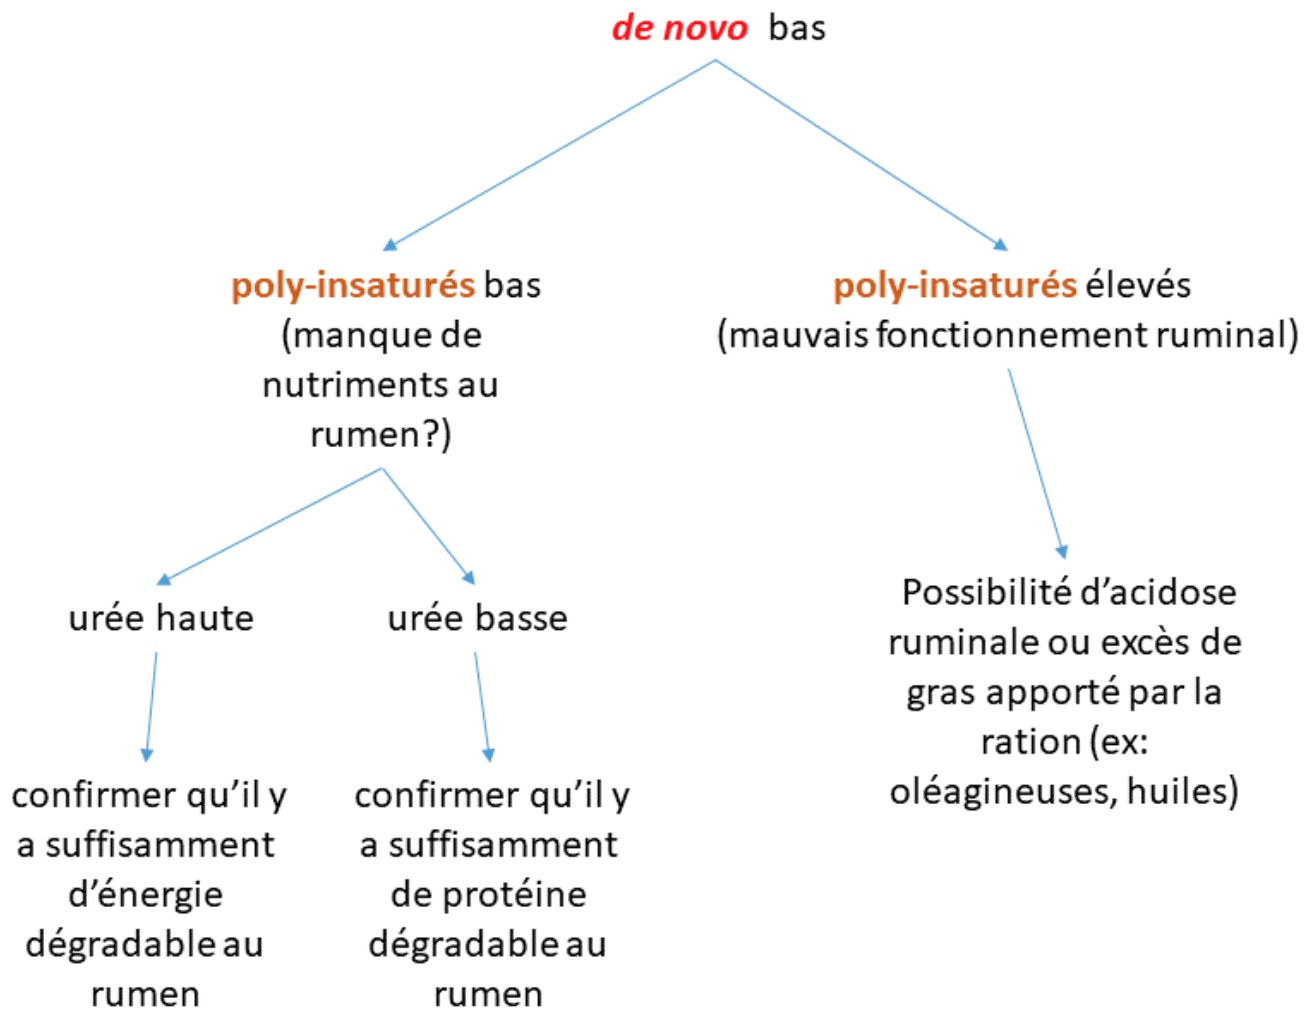 de novo bas
poly-insaturés bas
(manque de
nutriments au
rumen?)
poly-insaturés élevés
(mauvais fonctionnement ruminal)
urée haute
urée basse
Possibilité d’acidose
ruminale ou excès de
gras apporté par la
ration (ex:
oléagineuses, huiles)
confirmer qu’il y
a suffisamment
d’énergie
dégradable au
rumen
confirmer qu’il y
a suffisamment
de protéine
dégradable au
rumen